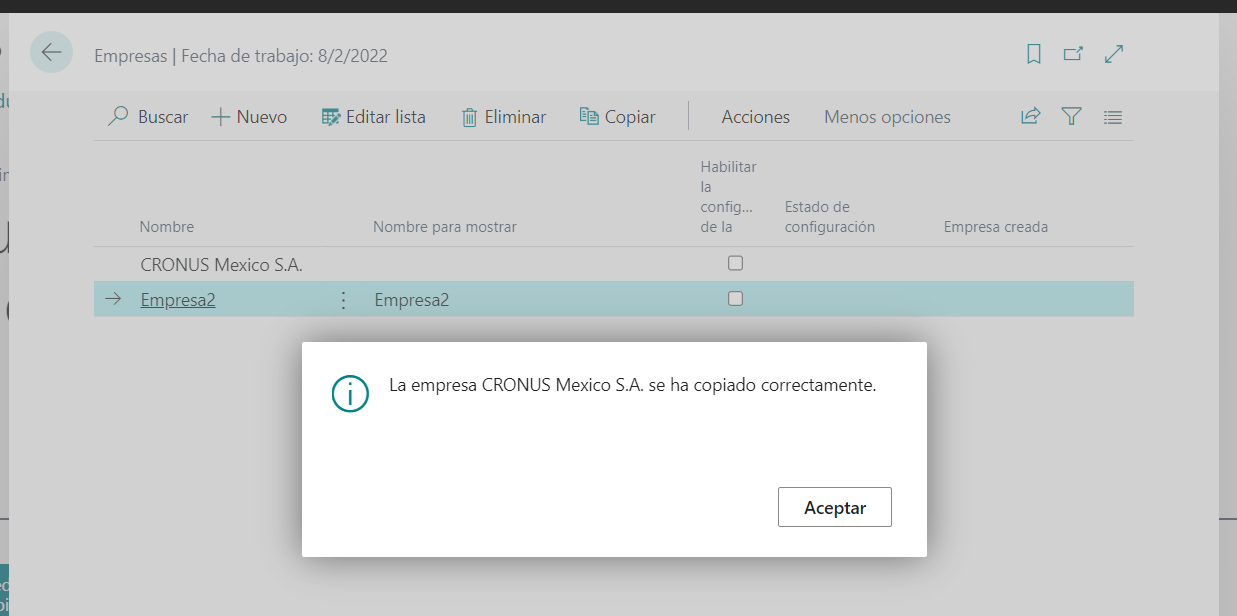 Empresas | Fecha de trabajo: 8/2/2022
Buscar Nuevo Editar lista Eliminar Copiar Acciones Menos opciones
Habilitar
la
config...
de la
Estado de
configuración
Nombre Nombre para mostrar Empresa creada
CRONUS Mexico S.A.
Empresa2 Empresa2
La empresa CRONUS Mexico S.A. se ha copiado correctamente.
Aceptar